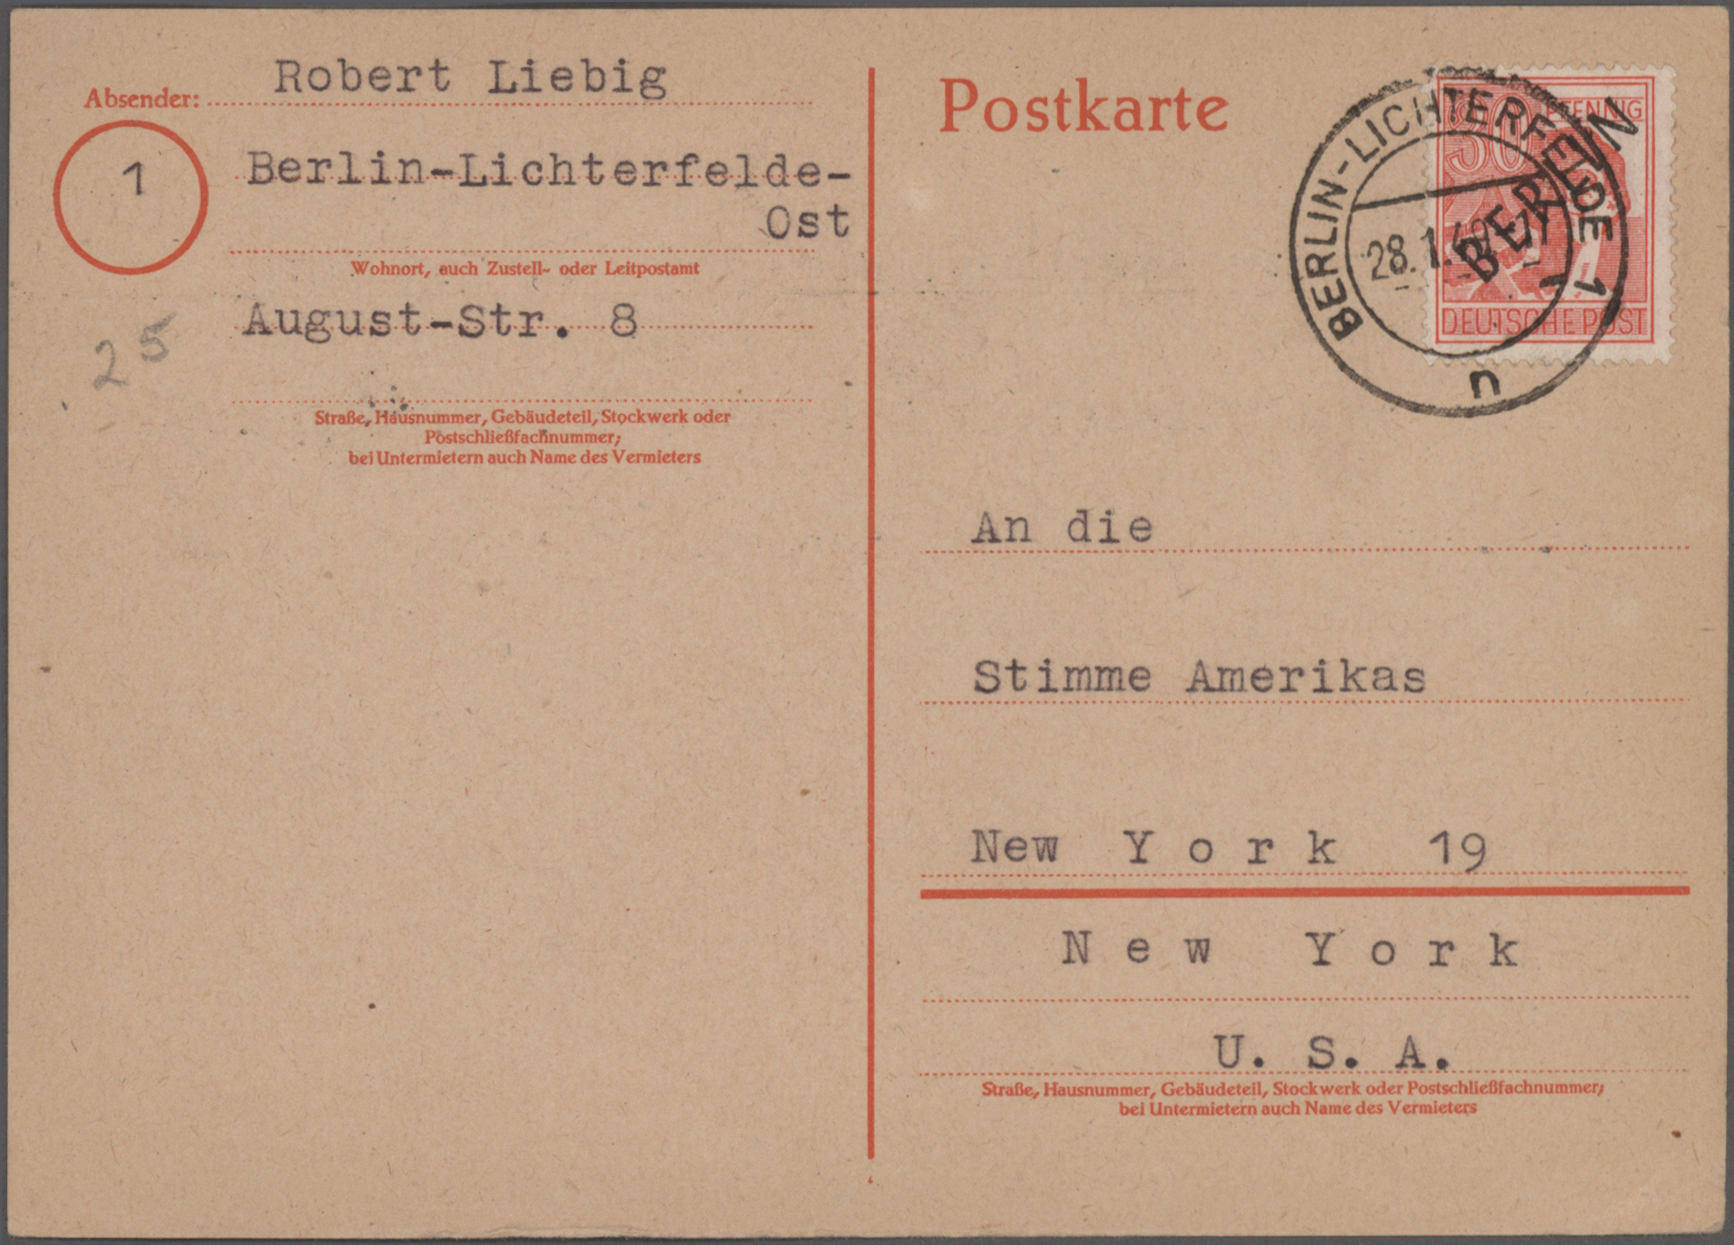 Absender: Robert Liebig
1
Berlin-Lichterfelde-
Ost
Wohnort, auch Zustell- oder Leitpostamt
August-Str. 8
25
Straße, Hausnummer, Gebäudeteil, Stockwerk oder
Postschließfachnummer;
bei Untermietern auch Name des Vermieters
Postkarte
BERLIN-LICHTERFELDE 1
28.1.49
u
PFENNIG
BERLIN
DEUTSCHE POST
An die
Stimme Amerikas
New York 19
New York
U. S. A.
Straße, Hausnummer, Gebäudeteil, Stockwerk oder Postschließfachnummer;
bei Untermietern auch Name des Vermieters